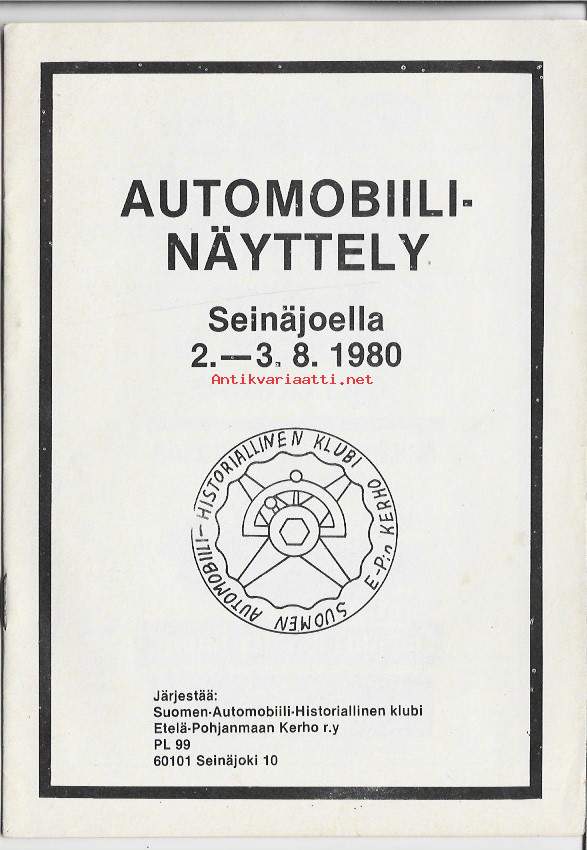 AUTOMOBIILI-
NÄYTTELY
Seinäjoella
2.—3. 8. 1980
Antikvariaatti.net
SUOMEN AUTOMOBIILI-HISTORIALLINEN KLUBI E-P:n KERHO
Järjestää:
Suomen-Automobiili-Historiallinen klubi
Etelä-Pohjanmaan Kerho r.y
PL 99
60101 Seinäjoki 10